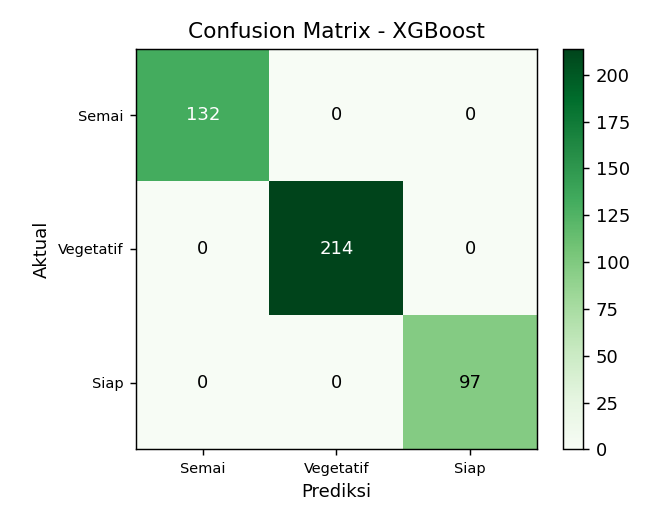 Confusion Matrix - XGBoost
Aktual
Semai 132 0 0
Vegetatif 0 214 0
Siap 0 0 97
Semai Vegetatif Siap
Prediksi
200
175
150
125
100
75
50
25
0